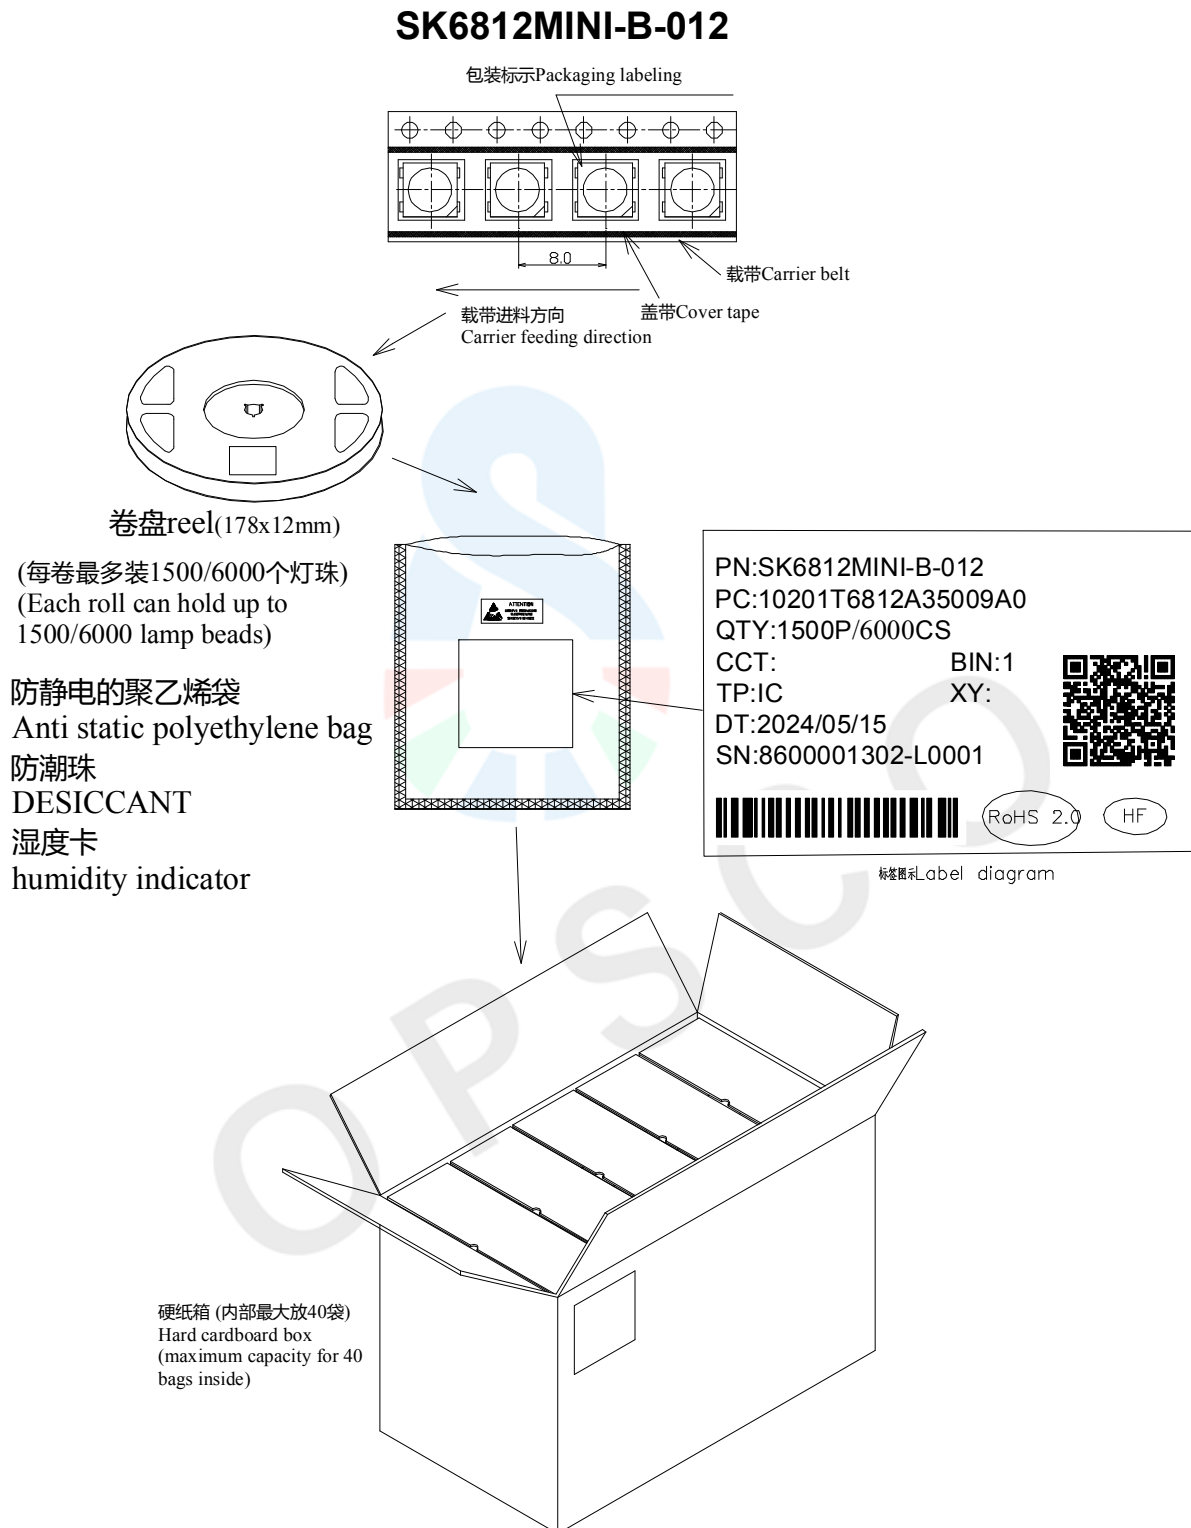 SK6812MINI-B-012
包装标示Packaging labeling
8.0
载带Carrier belt
盖带Cover tape
载带进料方向
Carrier feeding direction
卷盘reel(178x12mm)
(每卷最多装1500/6000个灯珠)
(Each roll can hold up to
1500/6000 lamp beads)
防静电的聚乙烯袋
Anti static polyethylene bag
防潮珠
DESICCANT
湿度卡
humidity indicator
PN:SK6812MINI-B-012
PC:10201T6812A35009A0
QTY:1500P/6000CS
CCT: BIN:1
TP:IC XY:
DT:2024/05/15
SN:8600001302-L0001
RoHS 2.0 HF
标签图示Label diagram
硬纸箱 (内部最大放40袋)
Hard cardboard box
(maximum capacity for 40
bags inside)
OPSCO